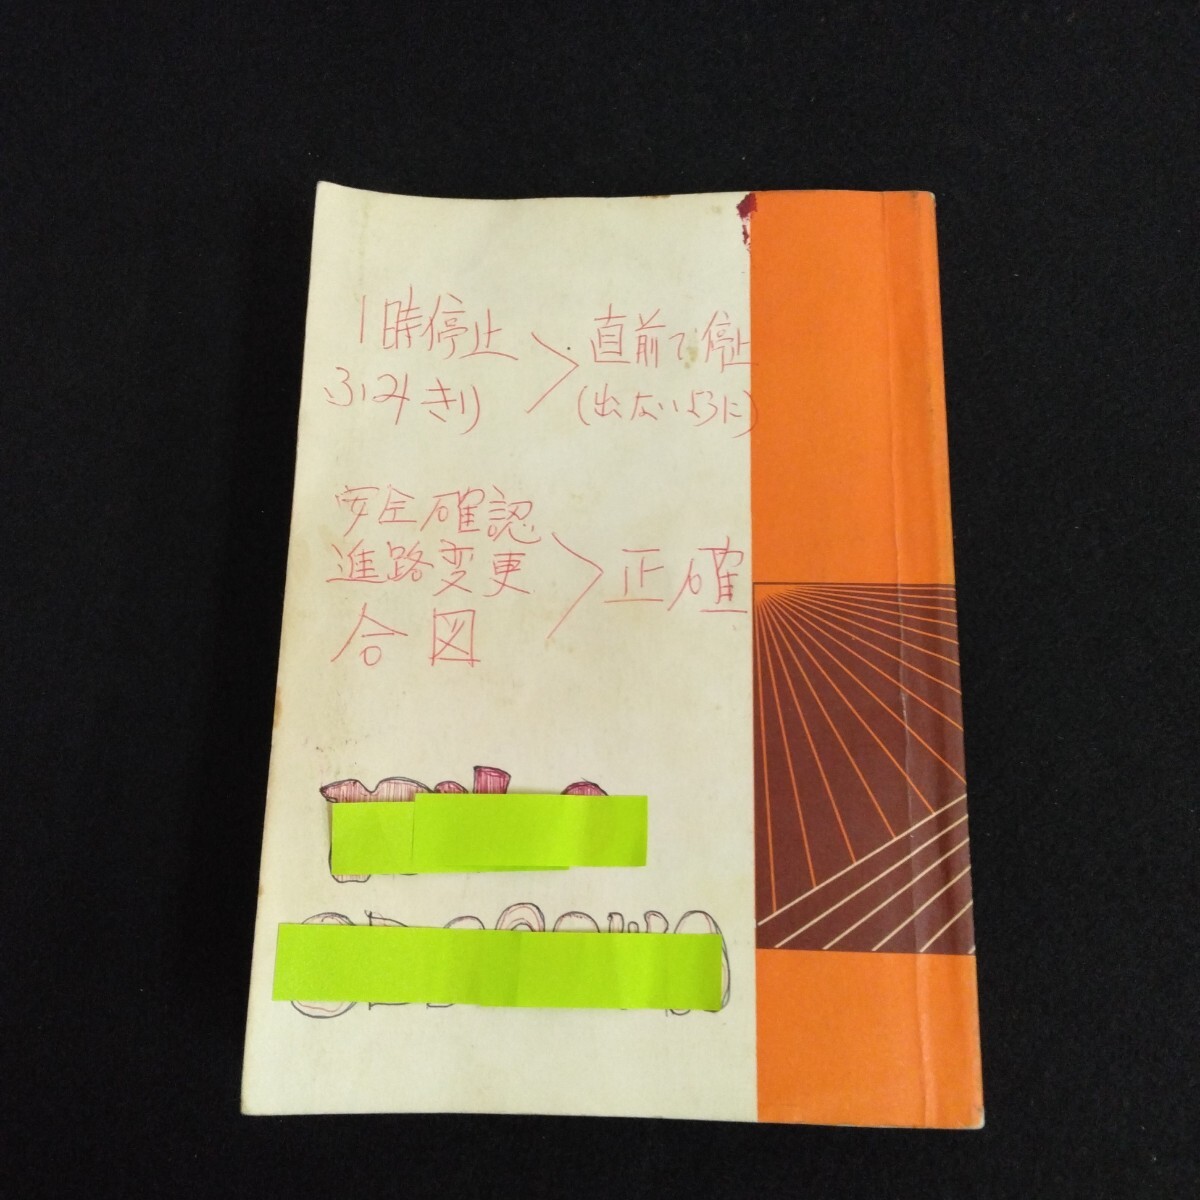 1時停止
ふみきり
直前で停止
(出ないように)
安全確認
進路変更
合図
正確